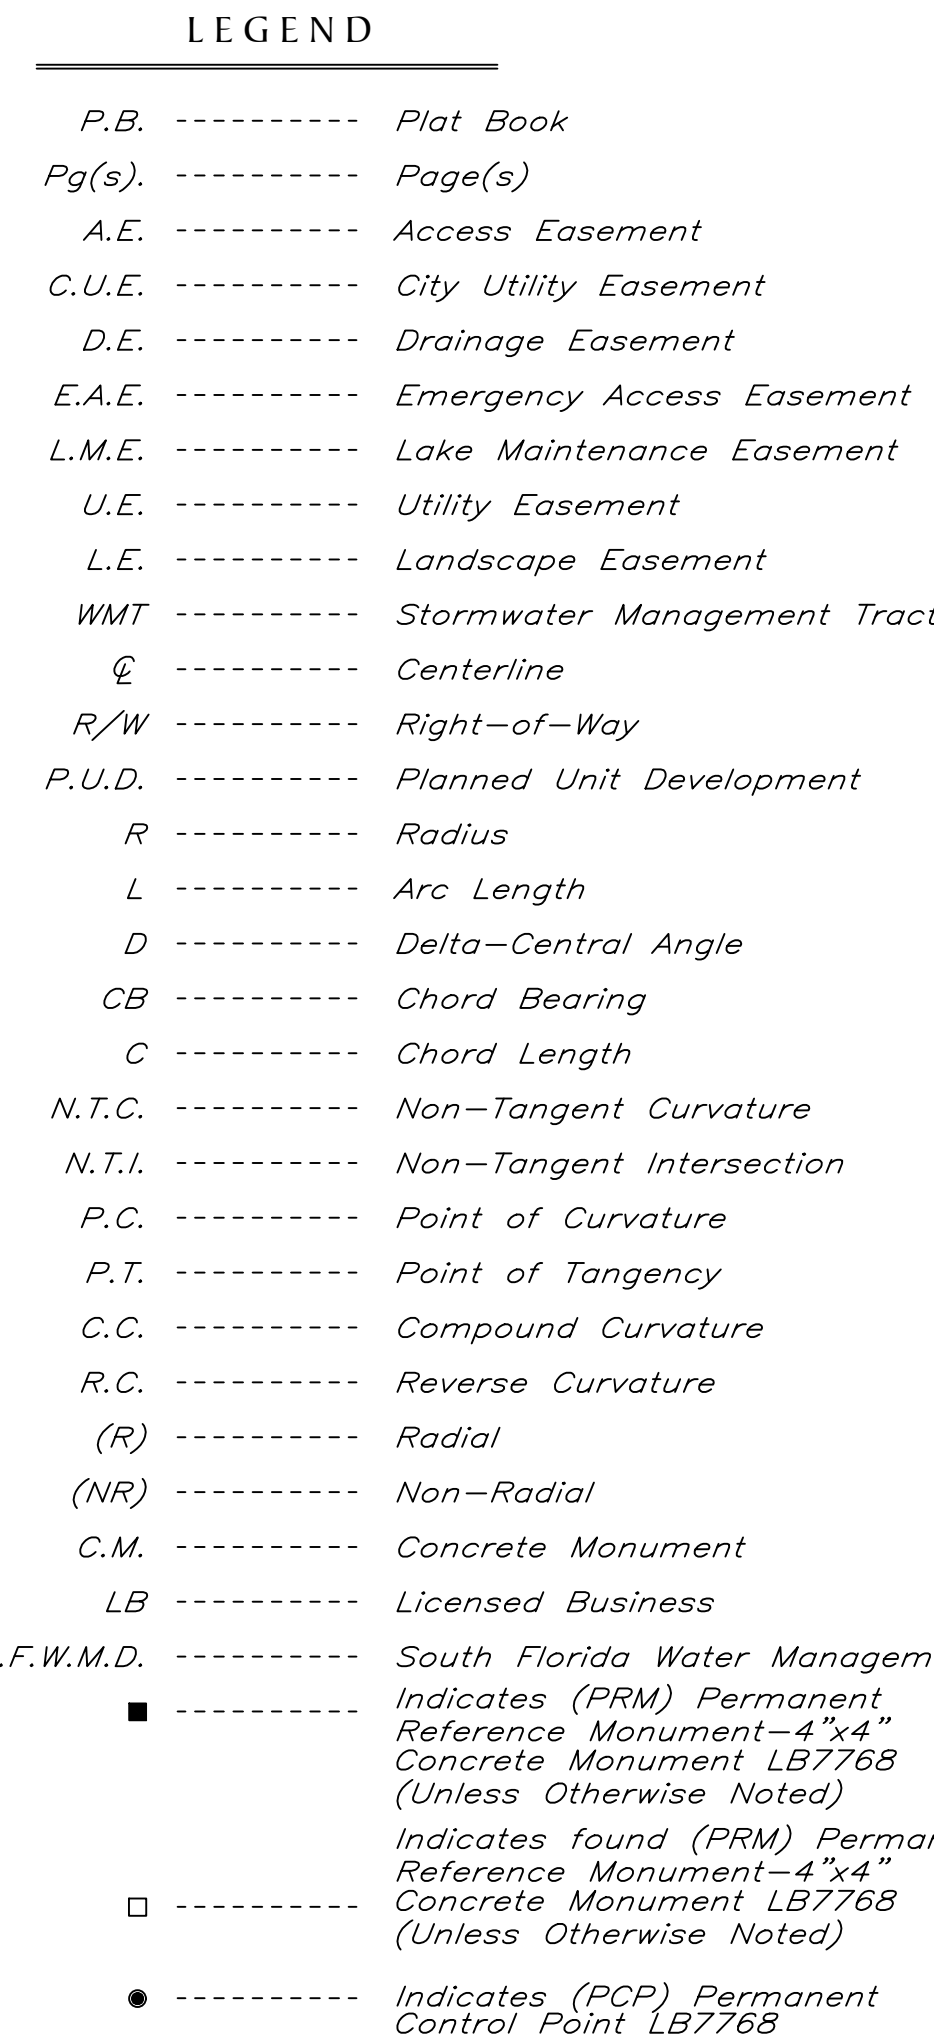 LEGEND
P.B. ---------- Plat Book
Pg(s). ---------- Page(s)
A.E. ---------- Access Easement
C.U.E. ---------- City Utility Easement
D.E. ---------- Drainage Easement
E.A.E. ---------- Emergency Access Easement
L.M.E. ---------- Lake Maintenance Easement
U.E. ---------- Utility Easement
L.E. ---------- Landscape Easement
WMT ---------- Stormwater Management Tract
℄ ---------- Centerline
R/W ---------- Right-of-Way
P.U.D. ---------- Planned Unit Development
R ---------- Radius
L ---------- Arc Length
D ---------- Delta-Central Angle
CB ---------- Chord Bearing
C ---------- Chord Length
N.T.C. ---------- Non-Tangent Curvature
N.T.I. ---------- Non-Tangent Intersection
P.C. ---------- Point of Curvature
P.T. ---------- Point of Tangency
C.C. ---------- Compound Curvature
R.C. ---------- Reverse Curvature
(R) ---------- Radial
(NR) ---------- Non-Radial
C.M. ---------- Concrete Monument
LB ---------- Licensed Business
.F.W.M.D. ---------- South Florida Water Managem
■ ---------- Indicates (PRM) Permanent
Reference Monument-4"x4"
Concrete Monument LB7768
(Unless Otherwise Noted)
Indicates found (PRM) Perma
Reference Monument-4"x4"
□ ---------- Concrete Monument LB7768
(Unless Otherwise Noted)
◉ ---------- Indicates (PCP) Permanent
Control Point LB7768